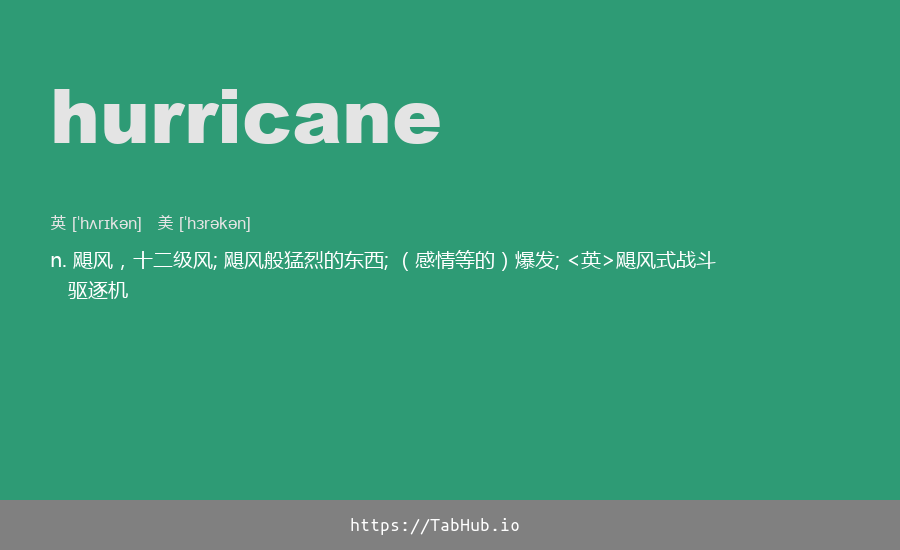 hurricane
英 [ˈhʌrɪkən] 美 [ˈhɜrəkən]
n. 飓风，十二级风; 飓风般猛烈的东西; （感情等的）爆发; <英>飓风式战斗
驱逐机
https://TabHub.io